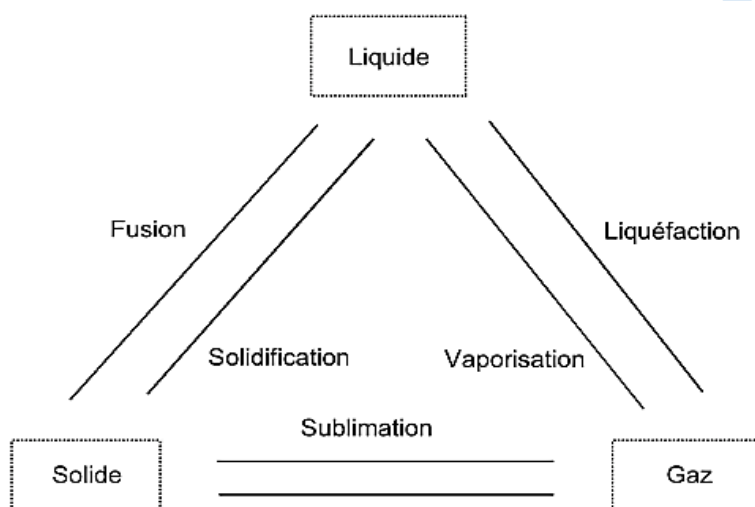 Liquide
Fusion
Liquéfaction
Solidification
Vaporisation
Sublimation
Solide
Gaz